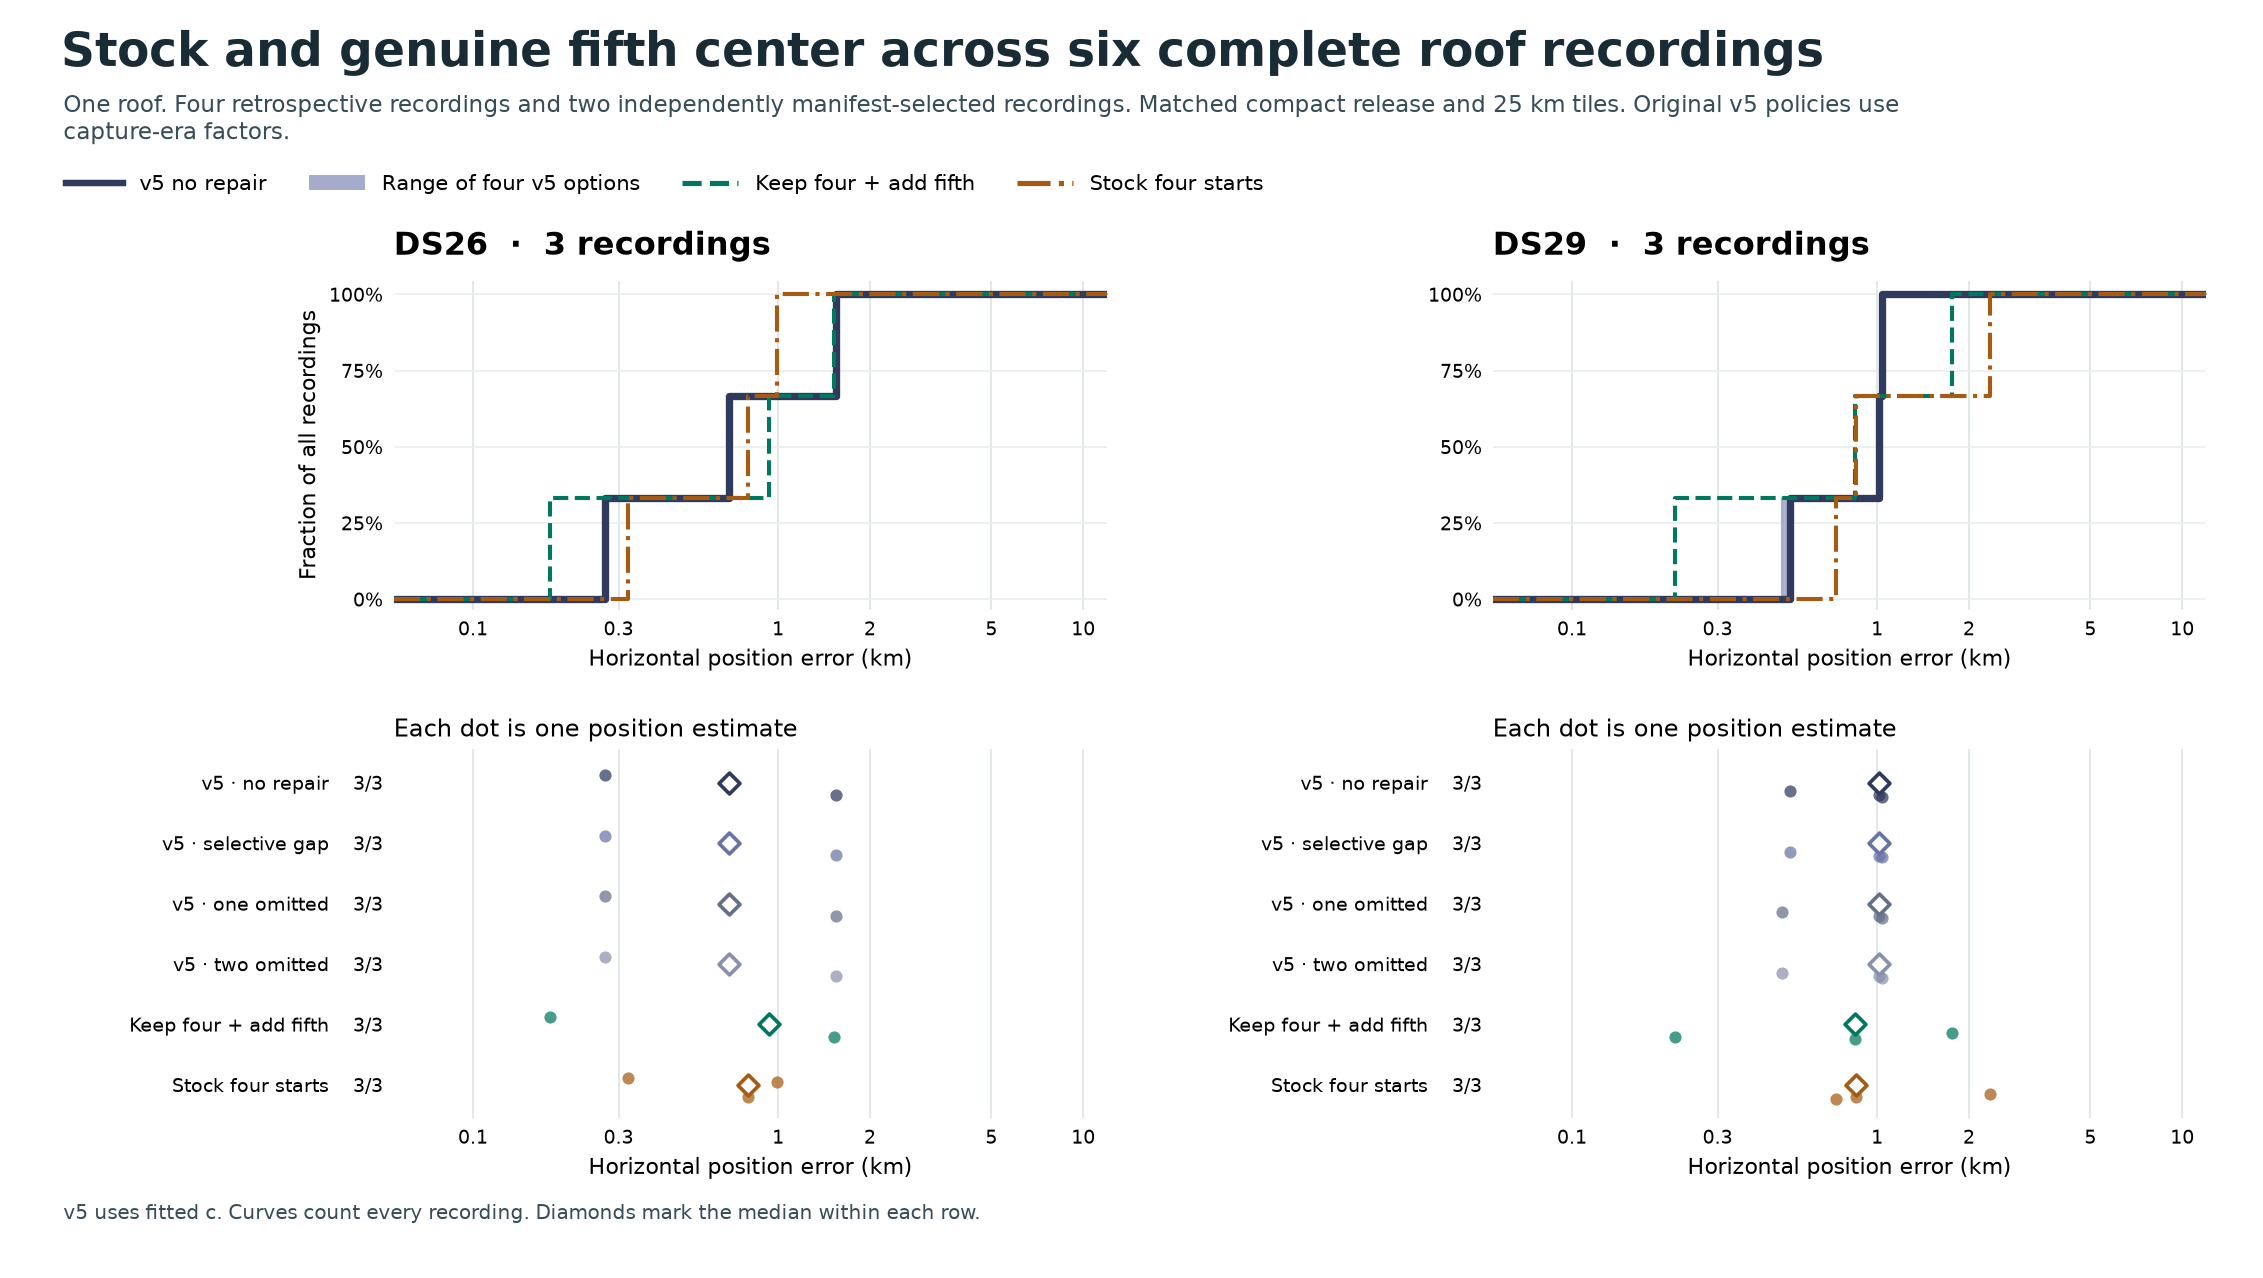 Stock and genuine fifth center across six complete roof recordings
One roof. Four retrospective recordings and two independently manifest-selected recordings. Matched compact release and 25 km tiles. Original v5 policies use
capture-era factors.
v5 no repair
Range of four v5 options
Keep four + add fifth
Stock four starts
DS26 · 3 recordings
Fraction of all recordings
100%
75%
50%
25%
0%
0.1 0.3 1 2 5 10
Horizontal position error (km)
DS29 · 3 recordings
100%
75%
50%
25%
0%
0.1 0.3 1 2 5 10
Horizontal position error (km)
Each dot is one position estimate
v5 · no repair 3/3
v5 · selective gap 3/3
v5 · one omitted 3/3
v5 · two omitted 3/3
Keep four + add fifth 3/3
Stock four starts 3/3
0.1 0.3 1 2 5 10
Horizontal position error (km)
Each dot is one position estimate
v5 · no repair 3/3
v5 · selective gap 3/3
v5 · one omitted 3/3
v5 · two omitted 3/3
Keep four + add fifth 3/3
Stock four starts 3/3
0.1 0.3 1 2 5 10
Horizontal position error (km)
v5 uses fitted c. Curves count every recording. Diamonds mark the median within each row.